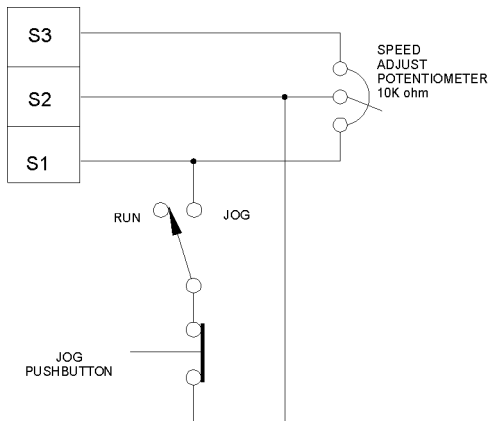 S3
SPEED
ADJUST
POTENTIOMETER
10K ohm
S2
S1
RUN
JOG
JOG
PUSHBUTTON